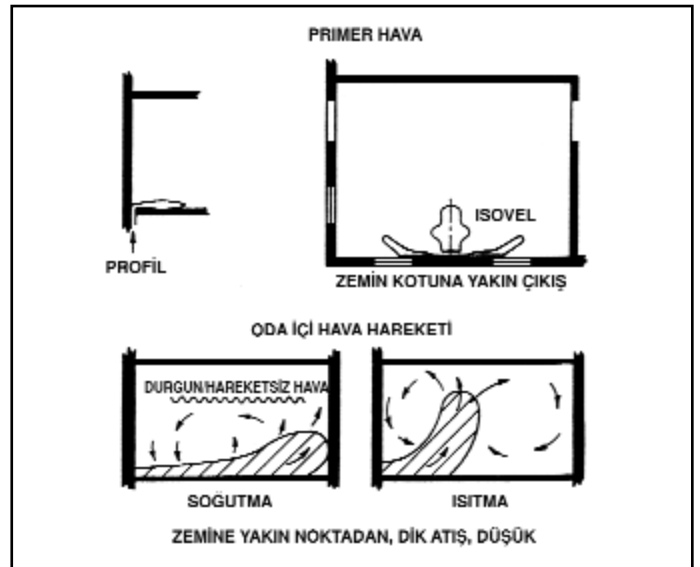 PRIMER HAVA
ISOVEL
PROFİL
ZEMİN KOTUNA YAKIN ÇIKIŞ
ODA İÇİ HAVA HAREKETİ
DURGUN/HAREKETSİZ HAVA
SOĞUTMA
ISITMA
ZEMİNE YAKIN NOKTADAN, DİK ATIŞ, DÜŞÜK